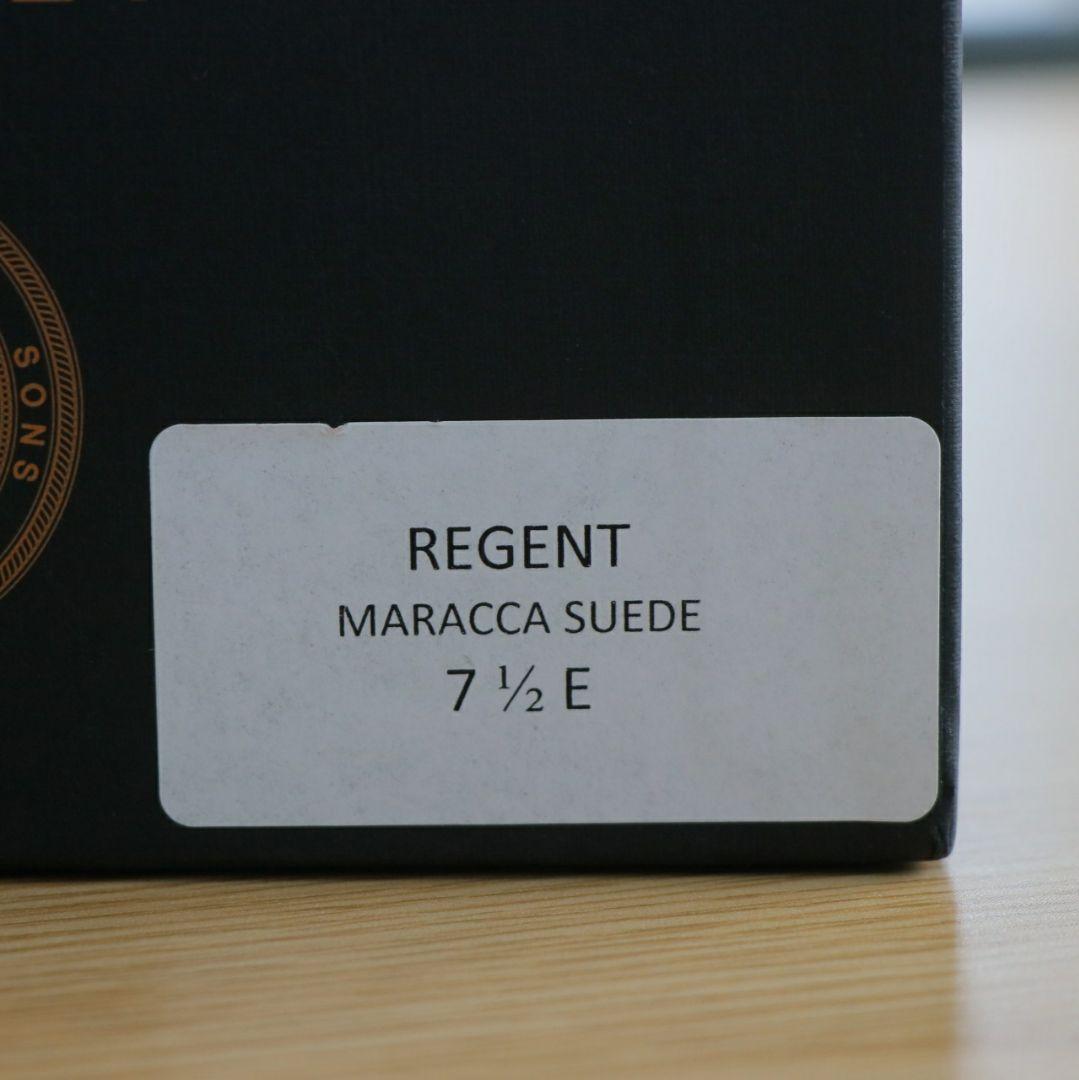 SONS
REGENT
MARACCA SUEDE
7 ½ E